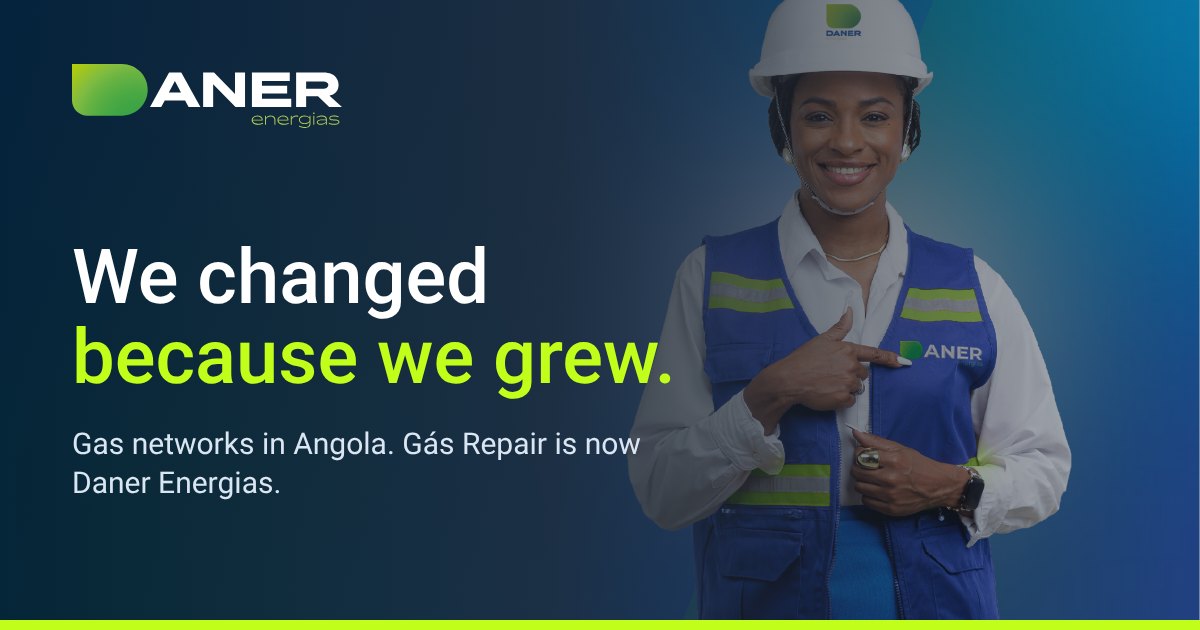 DANER
DANER
energias
We changed
because we grew.
DANER
Gas networks in Angola. Gás Repair is now
Daner Energias.